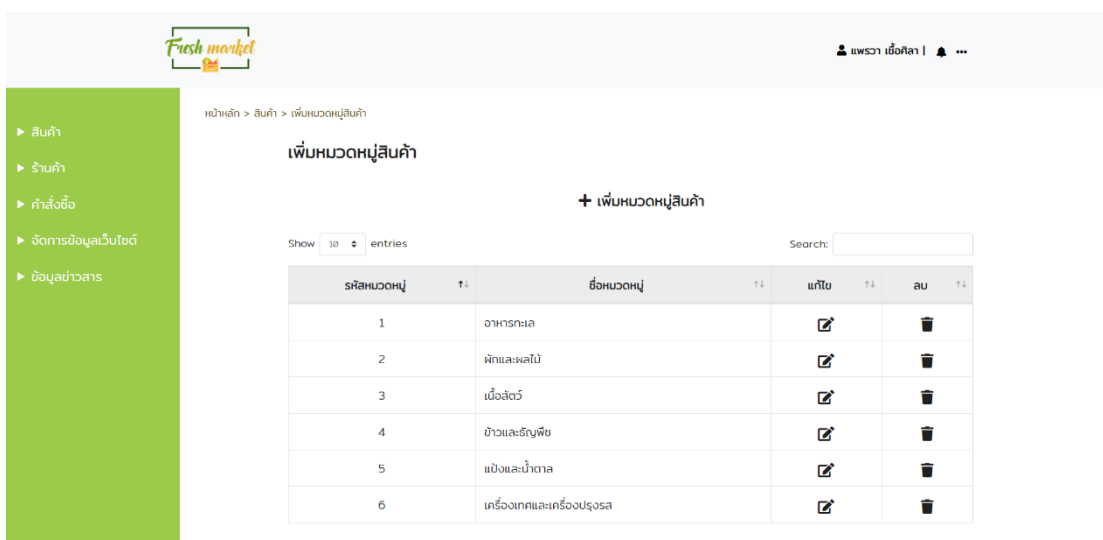 Fresh market
แพรวา เชื้อศิลา |
หน้าหลัก > สินค้า > เพิ่มหมวดหมู่สินค้า
สินค้า
ร้านค้า
คำสั่งซื้อ
จัดการข้อมูลเว็บไซต์
ข้อมูลข่าวสาร
เพิ่มหมวดหมู่สินค้า
เพิ่มหมวดหมู่สินค้า
Show 10 entries Search:
รหัสหมวดหมู่ ชื่อหมวดหมู่ แก้ไข ลบ
1 อาหารทะเล
2 ผักและผลไม้
3 เนื้อสัตว์
4 ข้าวและธัญพืช
5 แป้งและน้ำตาล
6 เครื่องเทศและเครื่องปรุงรส